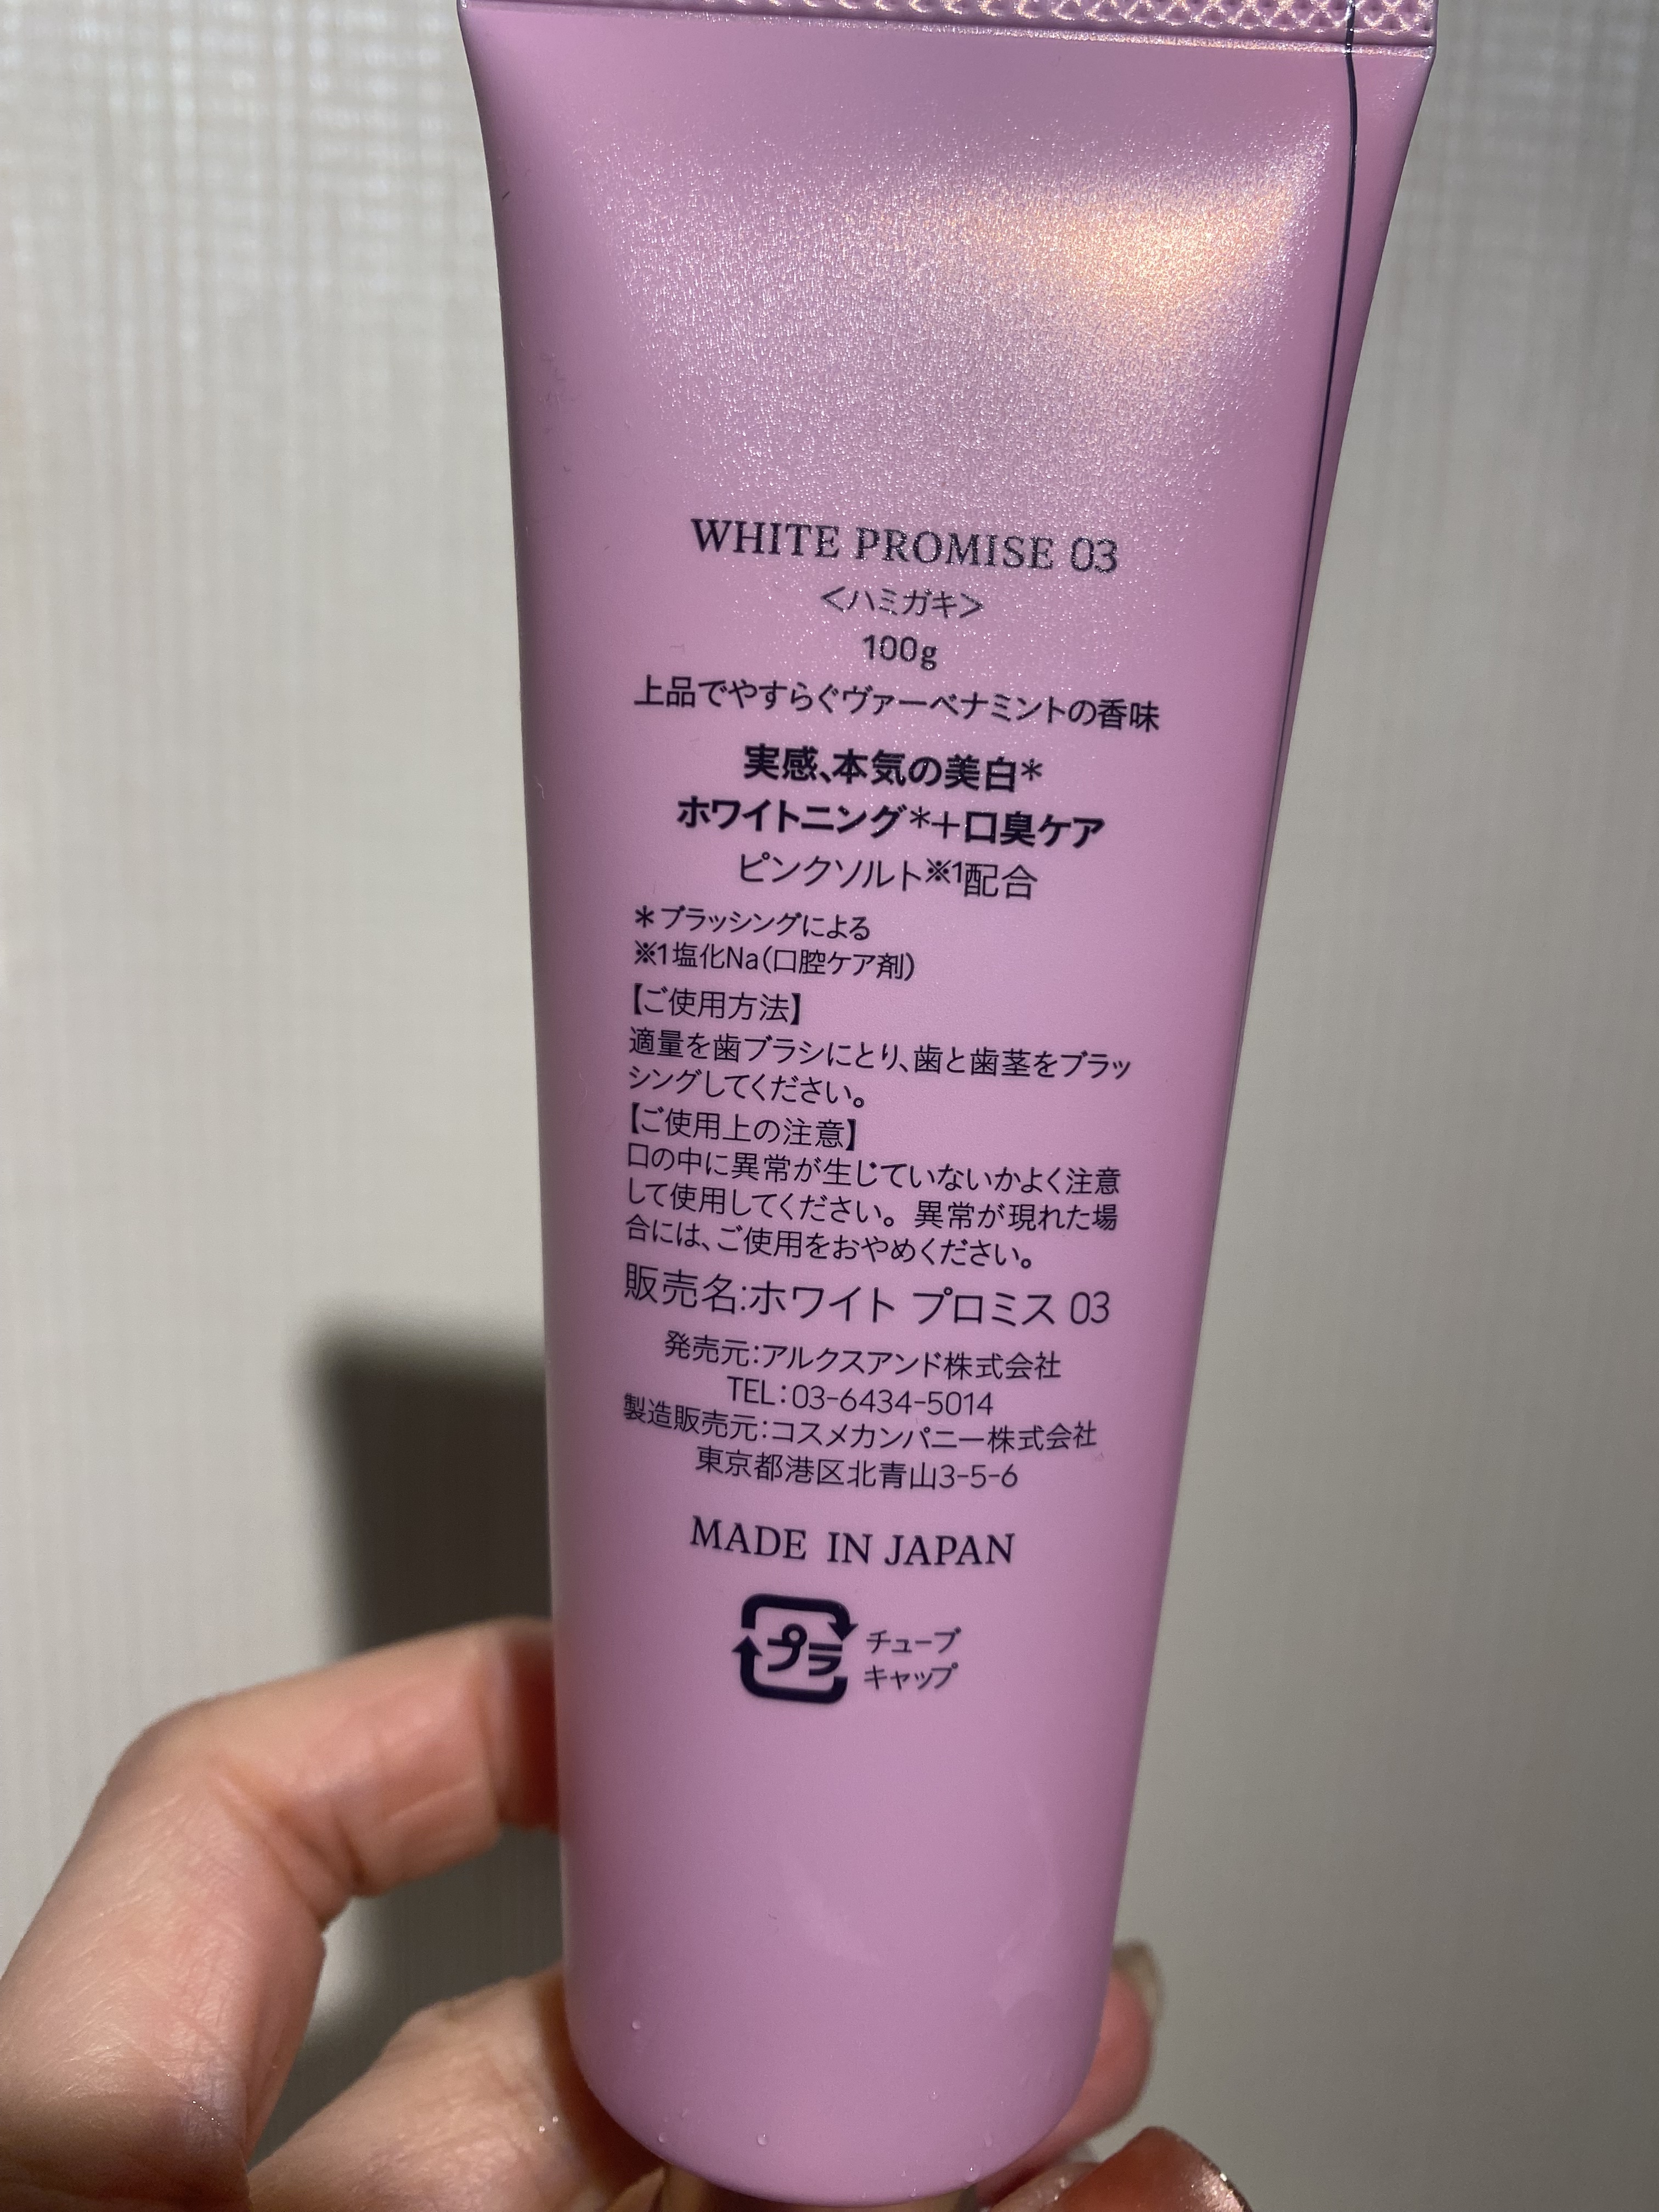 WHITE PROMISE 03
<ハミガキ>
100g
上品でやすらぐヴァーベナミントの香味
実感、本気の美白*
ホワイトニング*+口臭ケア
ピンクソルト※1配合
*ブラッシングによる
※1塩化Na(口腔ケア剤)
【ご使用方法】
適量を歯ブラシにとり、歯と歯茎をブラッ
シングしてください。
【ご使用上の注意】
口の中に異常が生じていないかよく注意
して使用してください。異常が現れた場
合には、ご使用をおやめください。
販売名:ホワイト プロミス 03
発売元:アルクスアンド株式会社
TEL:03-6434-5014
製造販売元:コスメカンパニー株式会社
東京都港区北青山3-5-6
MADE IN JAPAN
プラ
チューブ
キャップ